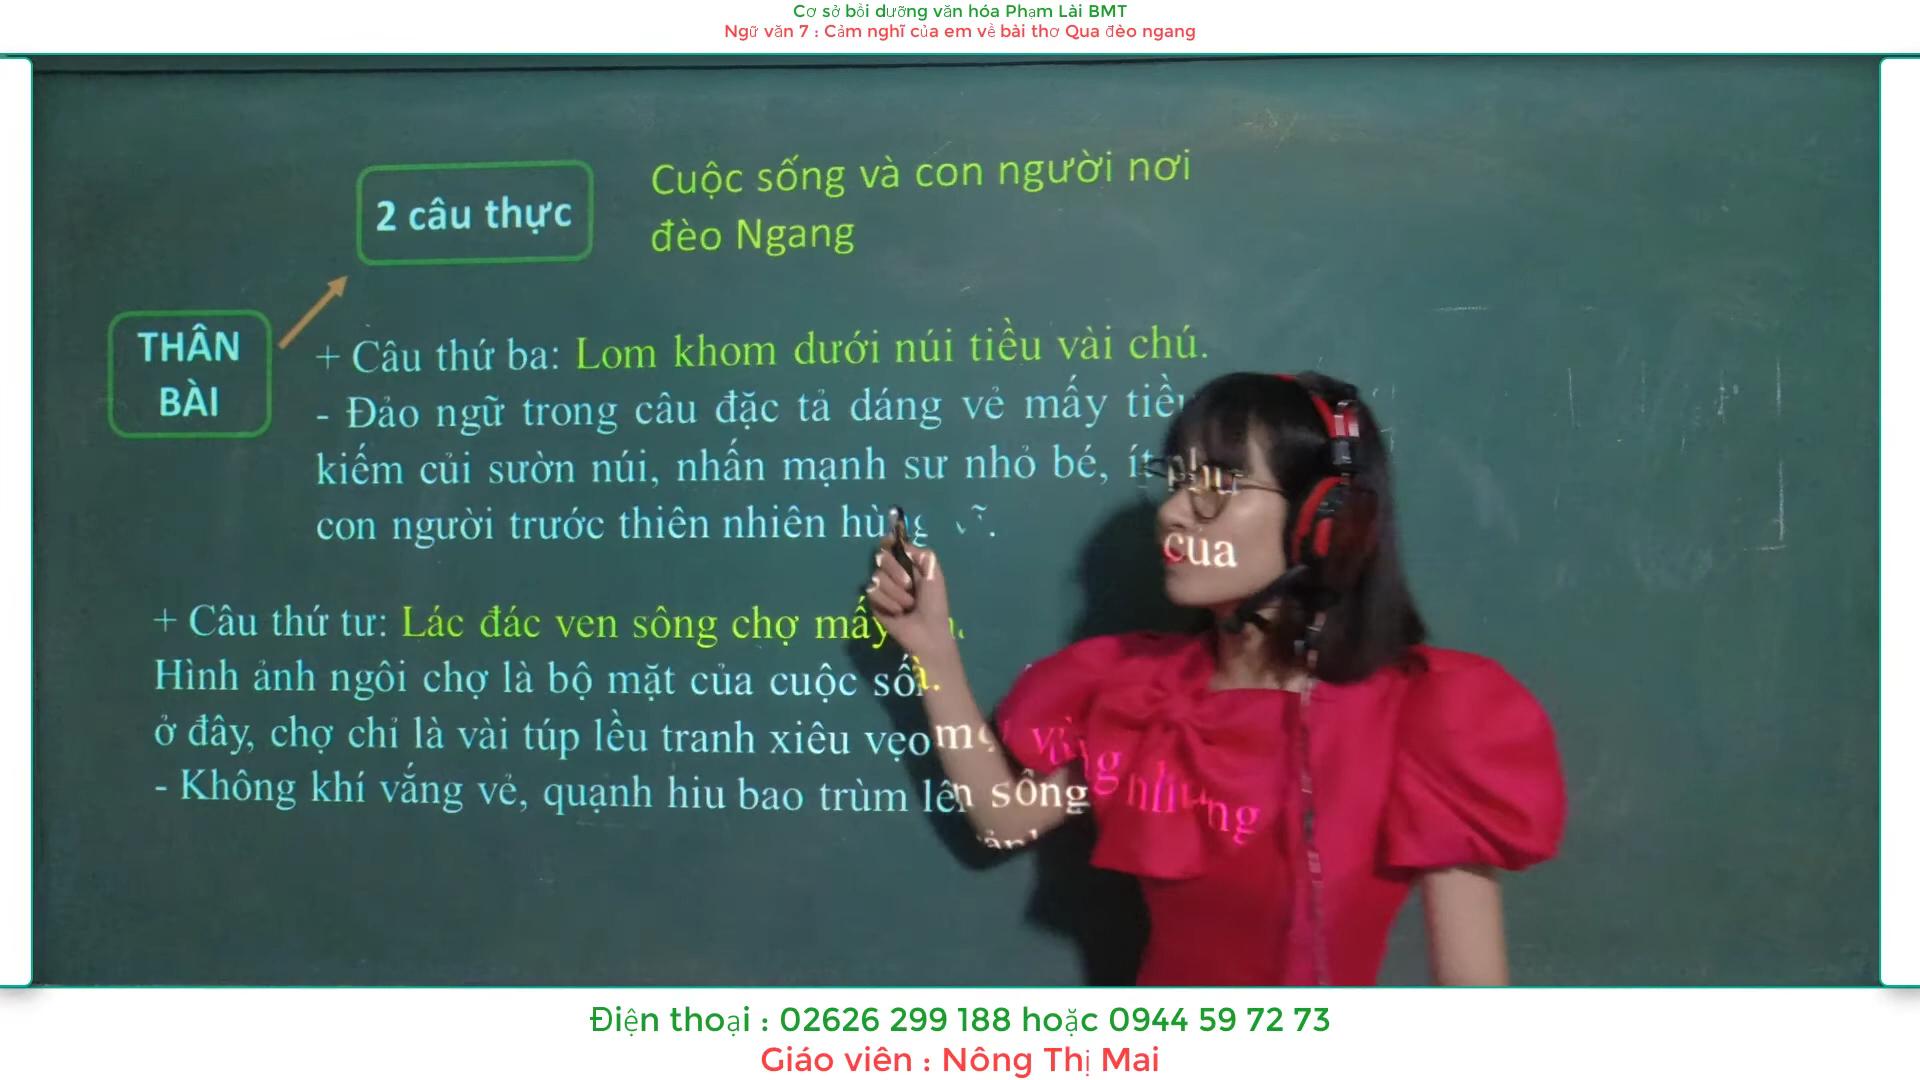 Cơ sở bồi dưỡng văn hóa Phạm Lài BMT
Ngữ văn 7 : Cảm nghĩ của em về bài thơ Qua đèo ngang
2 câu thực
Cuộc sống và con người nơi
đèo Ngang
THÂN
BÀI
+ Câu thứ ba: Lom khom dưới núi tiều vài chú.
- Đảo ngữ trong câu đặc tả dáng vẻ mấy tiều
kiếm củi sườn núi, nhấn mạnh sư nhỏ bé, ít
của
con người trước thiên nhiên hùng
+ Câu thứ tư: Lác đác ven sông chợ mấy
Hình ảnh ngôi chợ là bộ mặt của cuộc
ở đây, chợ chỉ là vài túp lều tranh xiêu vẹo
nhưng
- Không khí vắng vẻ, quạnh hiu bao trùm lên sông
Điện thoại : 02626 299 188 hoặc 0944 59 72 73
Giáo viên : Nông Thị Mai